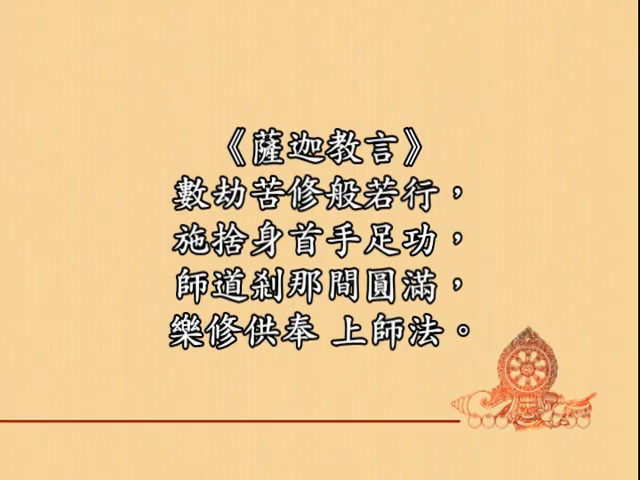 《薩迦教言》
數劫苦修般若行，
施捨身首手足功，
師道剎那間圓滿，
樂修供奉 上師法。